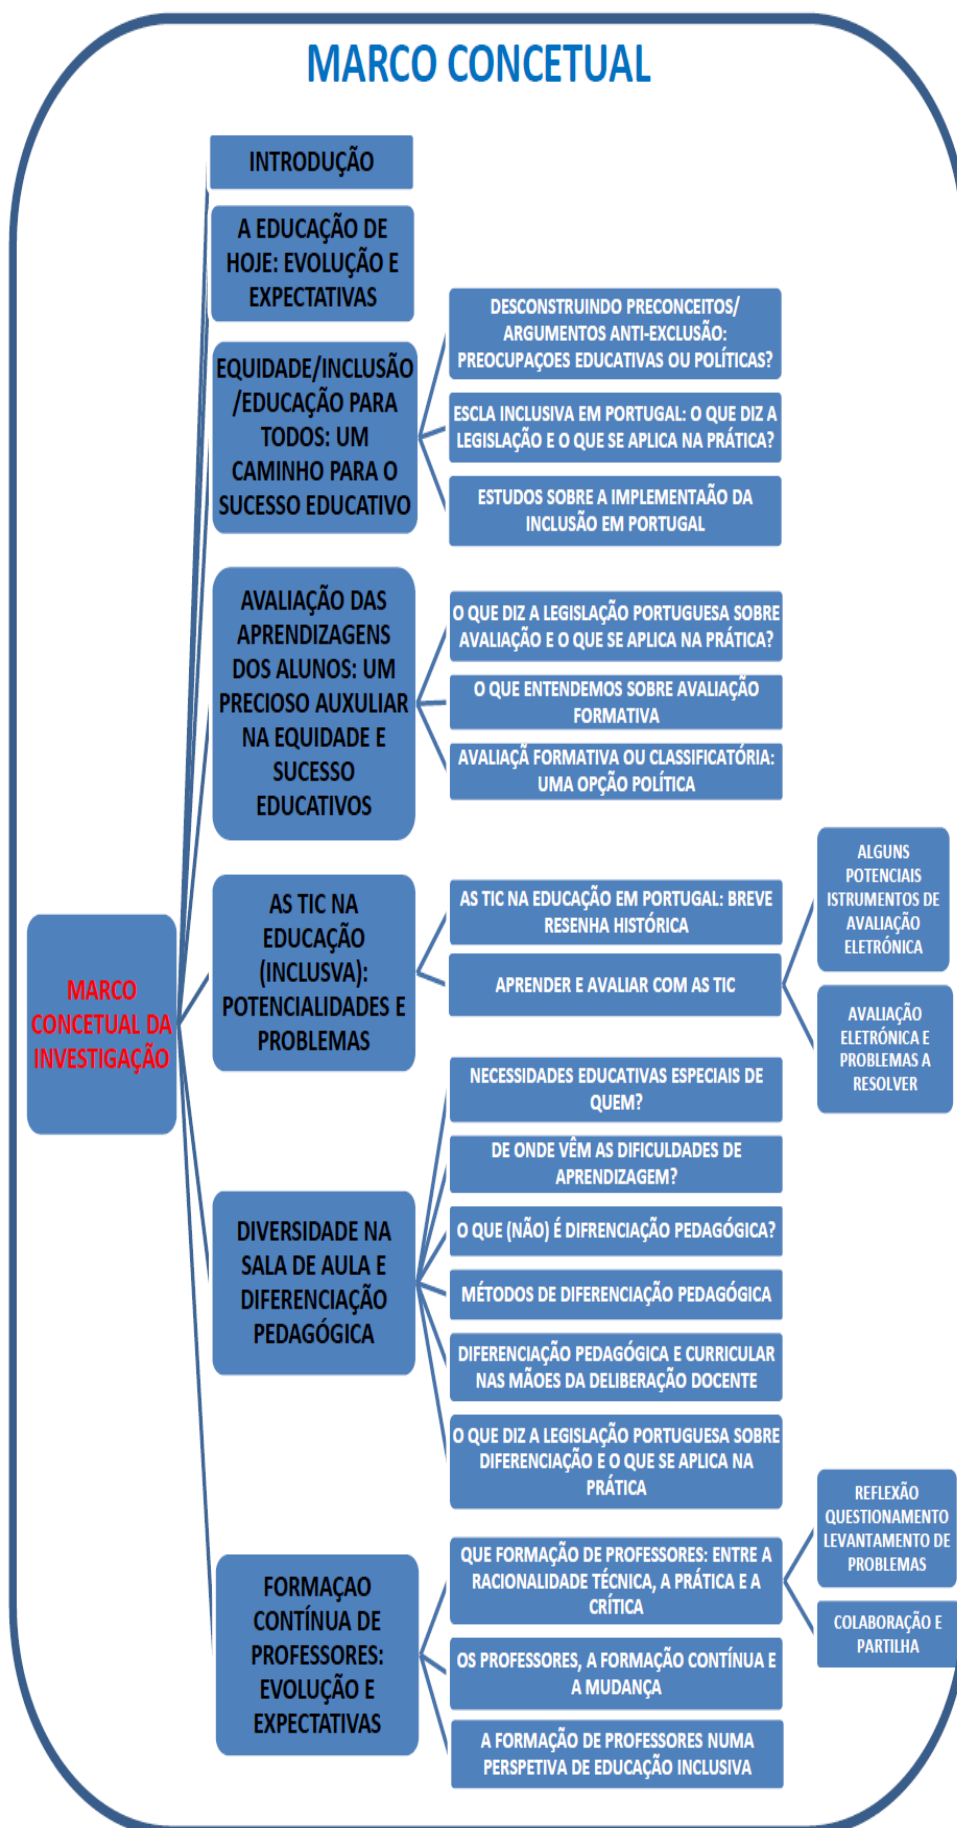 MARCO CONCETUAL
INTRODUÇÃO
A EDUCAÇÃO DE
HOJE: EVOLUÇÃO E
EXPECTATIVAS
EQUIDADE/INCLUSÃO
/EDUCAÇÃO PARA
TODOS: UM
CAMINHO PARA O
SUCESSO EDUCATIVO
DESCONSTRUINDO PRECONCEITOS/
ARGUMENTOS ANTI-EXCLUSÃO:
PREOCUPAÇOES EDUCATIVAS OU POLÍTICAS?
ESCLA INCLUSIVA EM PORTUGAL: O QUE DIZ A
LEGISLAÇÃO E O QUE SE APLICA NA PRÁTICA?
ESTUDOS SOBRE A IMPLEMENTAÃO DA
INCLUSÃO EM PORTUGAL
AVALIAÇÃO DAS
APRENDIZAGENS
DOS ALUNOS: UM
PRECIOSO AUXULIAR
NA EQUIDADE E
SUCESSO
EDUCATIVOS
O QUE DIZ A LEGISLAÇÃO PORTUGUESA SOBRE
AVALIAÇÃO E O QUE SE APLICA NA PRÁTICA?
O QUE ENTENDEMOS SOBRE AVALIAÇÃO
FORMATIVA
AVALIAÇÃ FORMATIVA OU CLASSIFICATÓRIA:
UMA OPÇÃO POLÍTICA
MARCO
CONCETUAL DA
INVESTIGAÇÃO
AS TIC NA
EDUCAÇÃO
(INCLUSVA):
POTENCIALIDADES E
PROBLEMAS
AS TIC NA EDUCAÇÃO EM PORTUGAL: BREVE
RESENHA HISTÓRICA
APRENDER E AVALIAR COM AS TIC
ALGUNS
POTENCIAIS
ISTRUMENTOS DE
AVALIAÇÃO
ELETRÓNICA
AVALIAÇÃO
ELETRÓNICA E
PROBLEMAS A
RESOLVER
DIVERSIDADE NA
SALA DE AULA E
DIFERENCIAÇÃO
PEDAGÓGICA
NECESSIDADES EDUCATIVAS ESPECIAIS DE
QUEM?
DE ONDE VÊM AS DIFICULDADES DE
APRENDIZAGEM?
O QUE (NÃO) É DIFRENCIAÇÃO PEDAGÓGICA?
MÉTODOS DE DIFERENCIAÇÃO PEDAGÓGICA
DIFERENCIAÇÃO PEDAGÓGICA E CURRICULAR
NAS MÃOES DA DELIBERAÇÃO DOCENTE
O QUE DIZ A LEGISLAÇÃO PORTUGUESA SOBRE
DIFERENCIAÇÃO E O QUE SE APLICA NA
PRÁTICA
FORMAÇAO
CONTÍNUA DE
PROFESSORES:
EVOLUÇÃO E
EXPECTATIVAS
QUE FORMAÇÃO DE PROFESSORES: ENTRE A
RACIONALIDADE TÉCNICA, A PRÁTICA E A
CRÍTICA
REFLEXÃO
QUESTIONAMENTO
LEVANTAMENTO DE
PROBLEMAS
COLABORAÇÃO E
PARTILHA
OS PROFESSORES, A FORMAÇÃO CONTÍNUA E
A MUDANÇA
A FORMAÇÃO DE PROFESSORES NUMA
PERSPETIVA DE EDUCAÇÃO INCLUSIVA